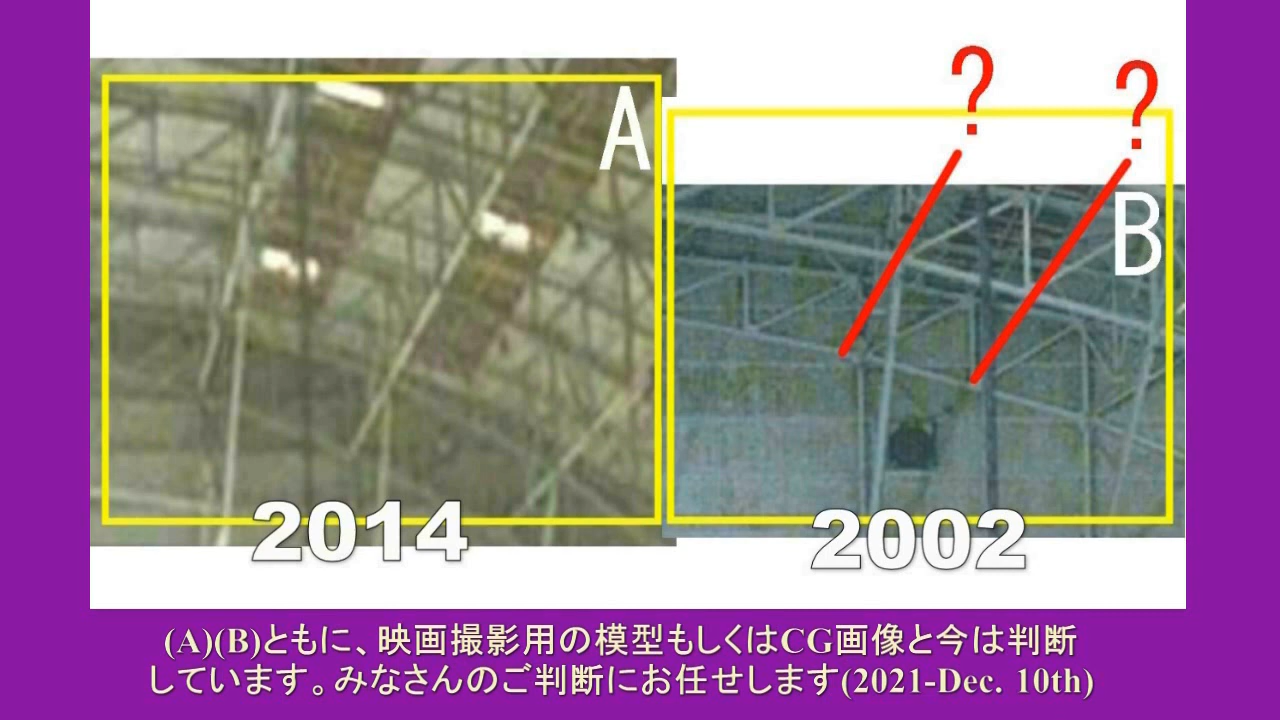 ? ?
A
B
2014
2002
(A)(B)ともに、映画撮影用の模型もしくはCG画像と今は判断
しています。みなさんのご判断にお任せします(2021-Dec. 10th)